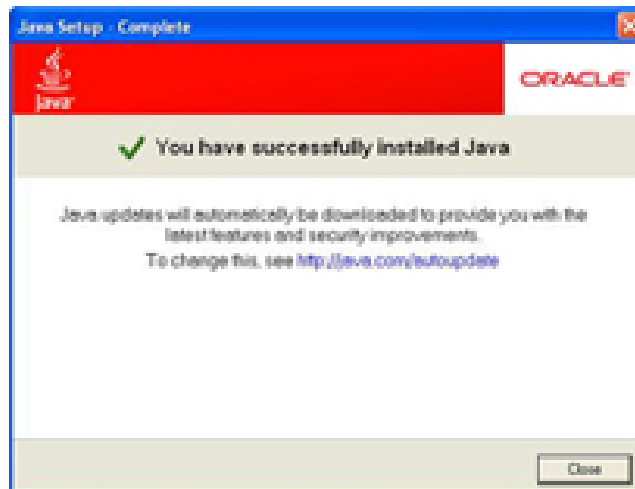 Java Setup - Complete
Java
ORACLE
You have successfully installed Java
Java updates will automatically be downloaded to provide you with the
latest features and security improvements.
To change this, see http://java.com/autoupdate
Close